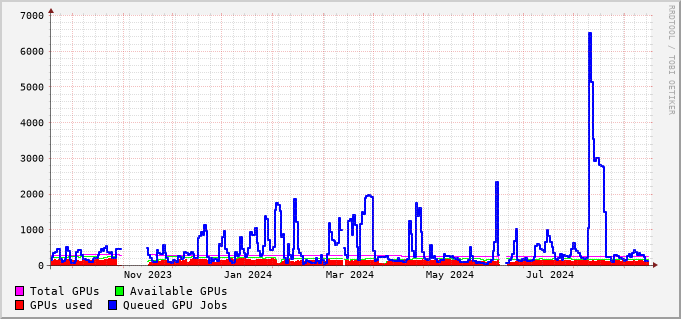 7000
6000
5000
4000
3000
2000
1000
0
Nov 2023 Jan 2024 Mar 2024 May 2024 Jul 2024
Total GPUs Available GPUs
GPUs used Queued GPU Jobs
RRDTOOL / TOBI OETIKER